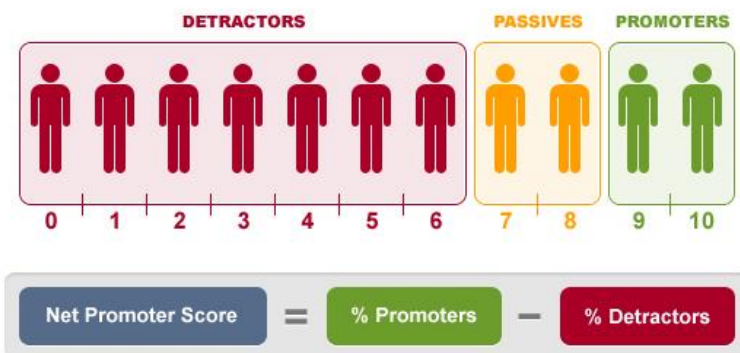 DETRACTORS PASSIVES PROMOTERS
0 1 2 3 4 5 6 7 8 9 10
Net Promoter Score = % Promoters − % Detractors